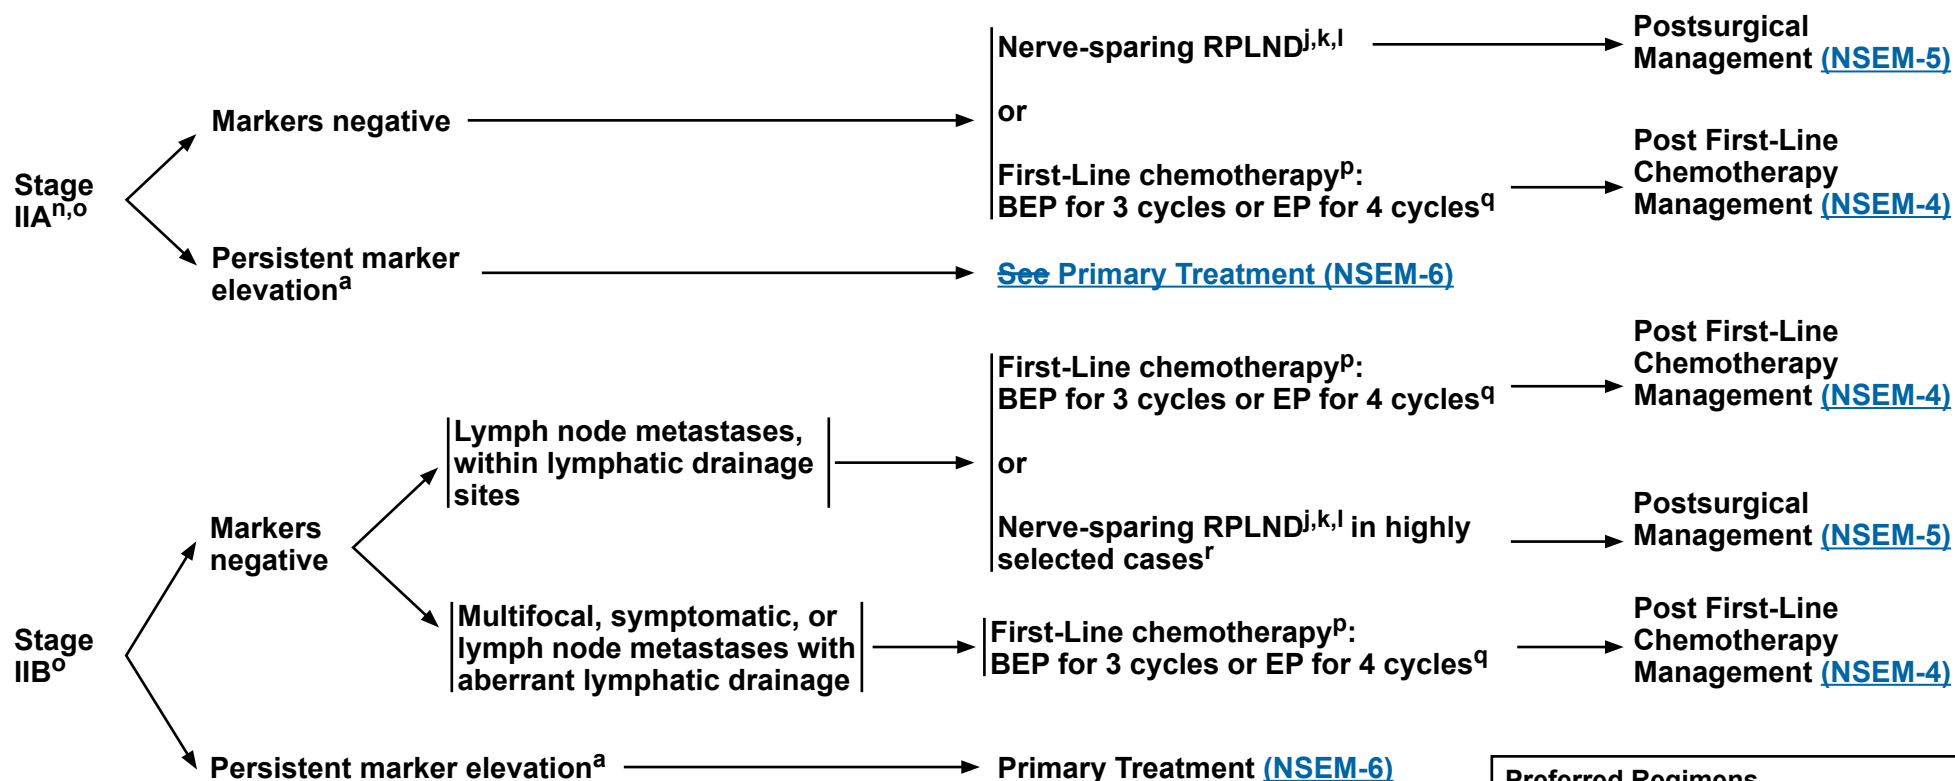 Nerve-sparing RPLNDj,k,l
Postsurgical
Management (NSEM-5)
or
Markers negative
First-Line chemotherapyp:
BEP for 3 cycles or EP for 4 cyclesq
Post First-Line
Chemotherapy
Management (NSEM-4)
Stage
IIAn,o
Persistent marker
elevationa
See Primary Treatment (NSEM-6)
First-Line chemotherapyp:
BEP for 3 cycles or EP for 4 cyclesq
Post First-Line
Chemotherapy
Management (NSEM-4)
Lymph node metastases,
within lymphatic drainage
sites
or
Nerve-sparing RPLNDj,k,l in highly
selected casesr
Postsurgical
Management (NSEM-5)
Markers
negative
Multifocal, symptomatic, or
lymph node metastases with
aberrant lymphatic drainage
First-Line chemotherapyp:
BEP for 3 cycles or EP for 4 cyclesq
Post First-Line
Chemotherapy
Management (NSEM-4)
Stage
IIBo
Persistent marker elevationa
Primary Treatment (NSEM-6)
Preferred Regimens